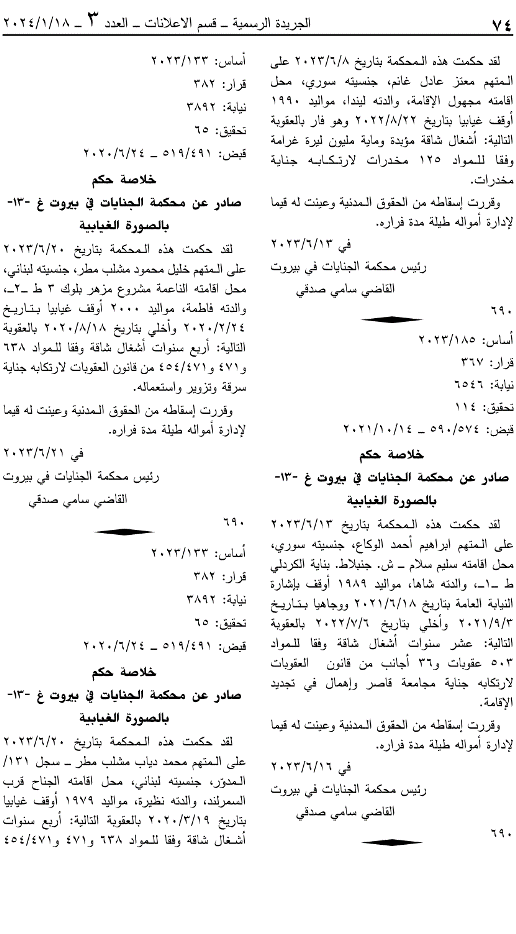 ٧٤
الجريدة الرسمية – قسم الاعلانات – العدد ٣ – ٢٠٢٤/١/١٨
لقد حكمت هذه المحكمة بتاريخ ٢٠٢٣/٦/٨ على
المتهم معتز عادل غانم، جنسيته سوري، محل
اقامته مجهول الإقامة، والدته ليندا، مواليد ١٩٩٠
أوقف غيابيا بتاريخ ٢٠٢٢/٨/٢٢ وهو فار بالعقوبة
التالية: أشغال شاقة مؤبدة وماية مليون ليرة غرامة
وفقا للمواد ١٢٥ مخدرات لارتكابه جناية
مخدرات.
وقررت إسقاطه من الحقوق المدنية وعينت له قيما
لإدارة أمواله طيلة مدة فراره.
في ٢٠٢٣/٦/١٣
رئيس محكمة الجنايات في بيروت
القاضي سامي صدقي
٦٩٠
أساس: ٢٠٢٣/١٨٥
قرار: ٣٦٧
نيابة: ٦٥٤٦
تحقيق: ١١٤
قبض: ٥٩٠/٥٧٤ – ٢٠٢١/١٠/١٤
خلاصة حكم
صادر عن محكمة الجنايات في بيروت غ -١٣-
بالصورة الغيابية
لقد حكمت هذه المحكمة بتاريخ ٢٠٢٣/٦/١٣
على المتهم ابراهيم أحمد الوكاع، جنسيته سوري،
محل اقامته سليم سلام – ش. جنبلاط. بناية الكردلي
ط –١–، والدته شاها، مواليد ١٩٨٩ أوقف بإشارة
النيابة العامة بتاريخ ٢٠٢١/٦/١٨ ووجاهيا بتاريخ
٢٠٢١/٩/٣ وأخلي بتاريخ ٢٠٢٢/٧/٦ بالعقوبة
التالية: عشر سنوات أشغال شاقة وفقا للمواد
٥٠٣ عقوبات و٣٦ أجانب من قانون العقوبات
لارتكابه جناية مجامعة قاصر وإهمال في تجديد
الإقامة.
وقررت إسقاطه من الحقوق المدنية وعينت له قيما
لإدارة أمواله طيلة مدة فراره.
في ٢٠٢٣/٦/١٦
رئيس محكمة الجنايات في بيروت
القاضي سامي صدقي
٦٩٠
أساس: ٢٠٢٣/١٣٣
قرار: ٣٨٢
نيابة: ٣٨٩٢
تحقيق: ٦٥
قبض: ٥١٩/٤٩١ – ٢٠٢٠/٦/٢٤
خلاصة حكم
صادر عن محكمة الجنايات في بيروت غ -١٣-
بالصورة الغيابية
لقد حكمت هذه المحكمة بتاريخ ٢٠٢٣/٦/٢٠
على المتهم خليل محمود مشلب مطر، جنسيته لبناني،
محل اقامته الناعمة مشروع مزهر بلوك ٣ ط –٢–،
والدته فاطمة، مواليد ٢٠٠٠ أوقف غيابيا بتاريخ
٢٠٢٠/٢/٢٤ وأخلي بتاريخ ٢٠٢٠/٨/١٨ بالعقوبة
التالية: أربع سنوات أشغال شاقة وفقا للمواد ٦٣٨
و٤٧١ و٤٥٤/٤٧١ من قانون العقوبات لارتكابه جناية
سرقة وتزوير واستعماله.
وقررت إسقاطه من الحقوق المدنية وعينت له قيما
لإدارة أمواله طيلة مدة فراره.
في ٢٠٢٣/٦/٢١
رئيس محكمة الجنايات في بيروت
القاضي سامي صدقي
٦٩٠
أساس: ٢٠٢٣/١٣٣
قرار: ٣٨٢
نيابة: ٣٨٩٢
تحقيق: ٦٥
قبض: ٥١٩/٤٩١ – ٢٠٢٠/٦/٢٤
خلاصة حكم
صادر عن محكمة الجنايات في بيروت غ -١٣-
بالصورة الغيابية
لقد حكمت هذه المحكمة بتاريخ ٢٠٢٣/٦/٢٠
على المتهم محمد دياب مشلب مطر – سجل ١٣١/
المدور، جنسيته لبناني، محل اقامته الجناح قرب
السمرلند، والدته نظيرة، مواليد ١٩٧٩ أوقف غيابيا
بتاريخ ٢٠٢٠/٣/١٩ بالعقوبة التالية: أربع سنوات
أشغال شاقة وفقا للمواد ٦٣٨ و٤٧١ و٤٥٤/٤٧١